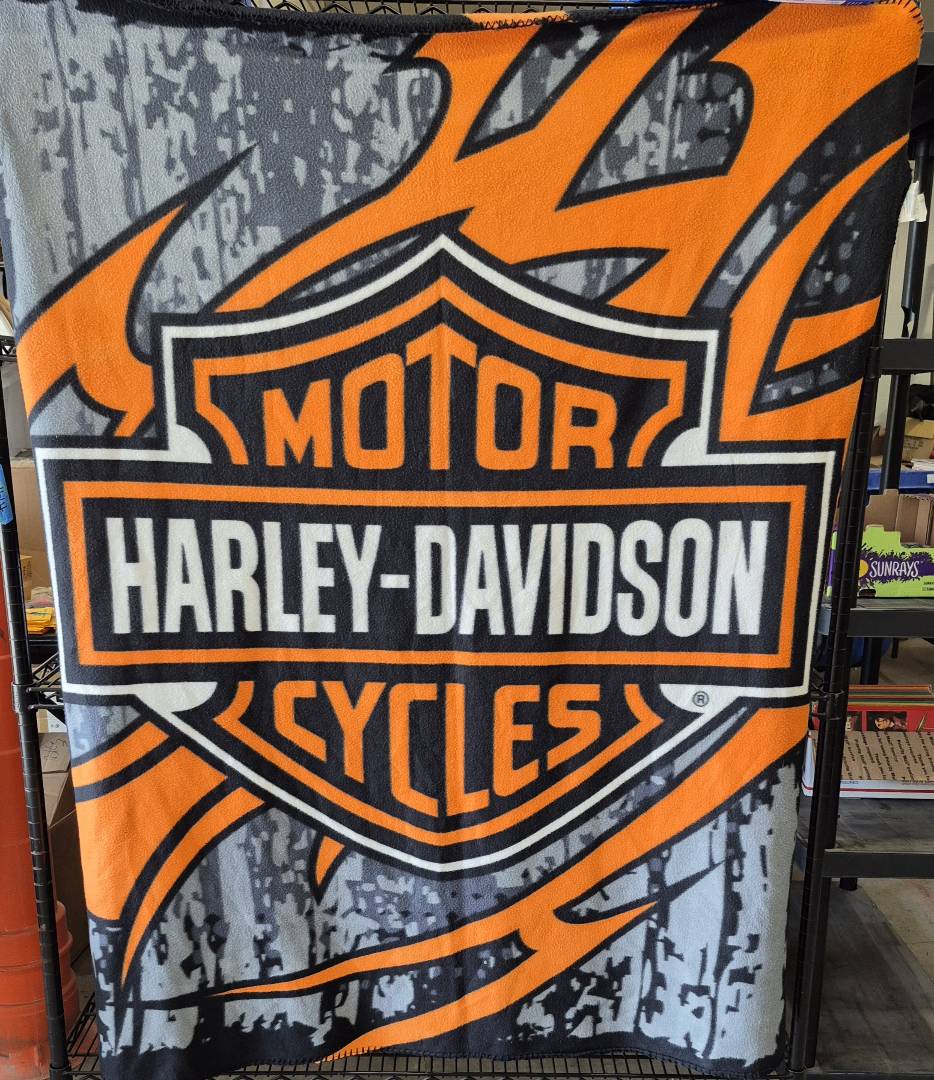 MOTOR
HARLEY-DAVIDSON
CYCLES
®
SUNRAYS